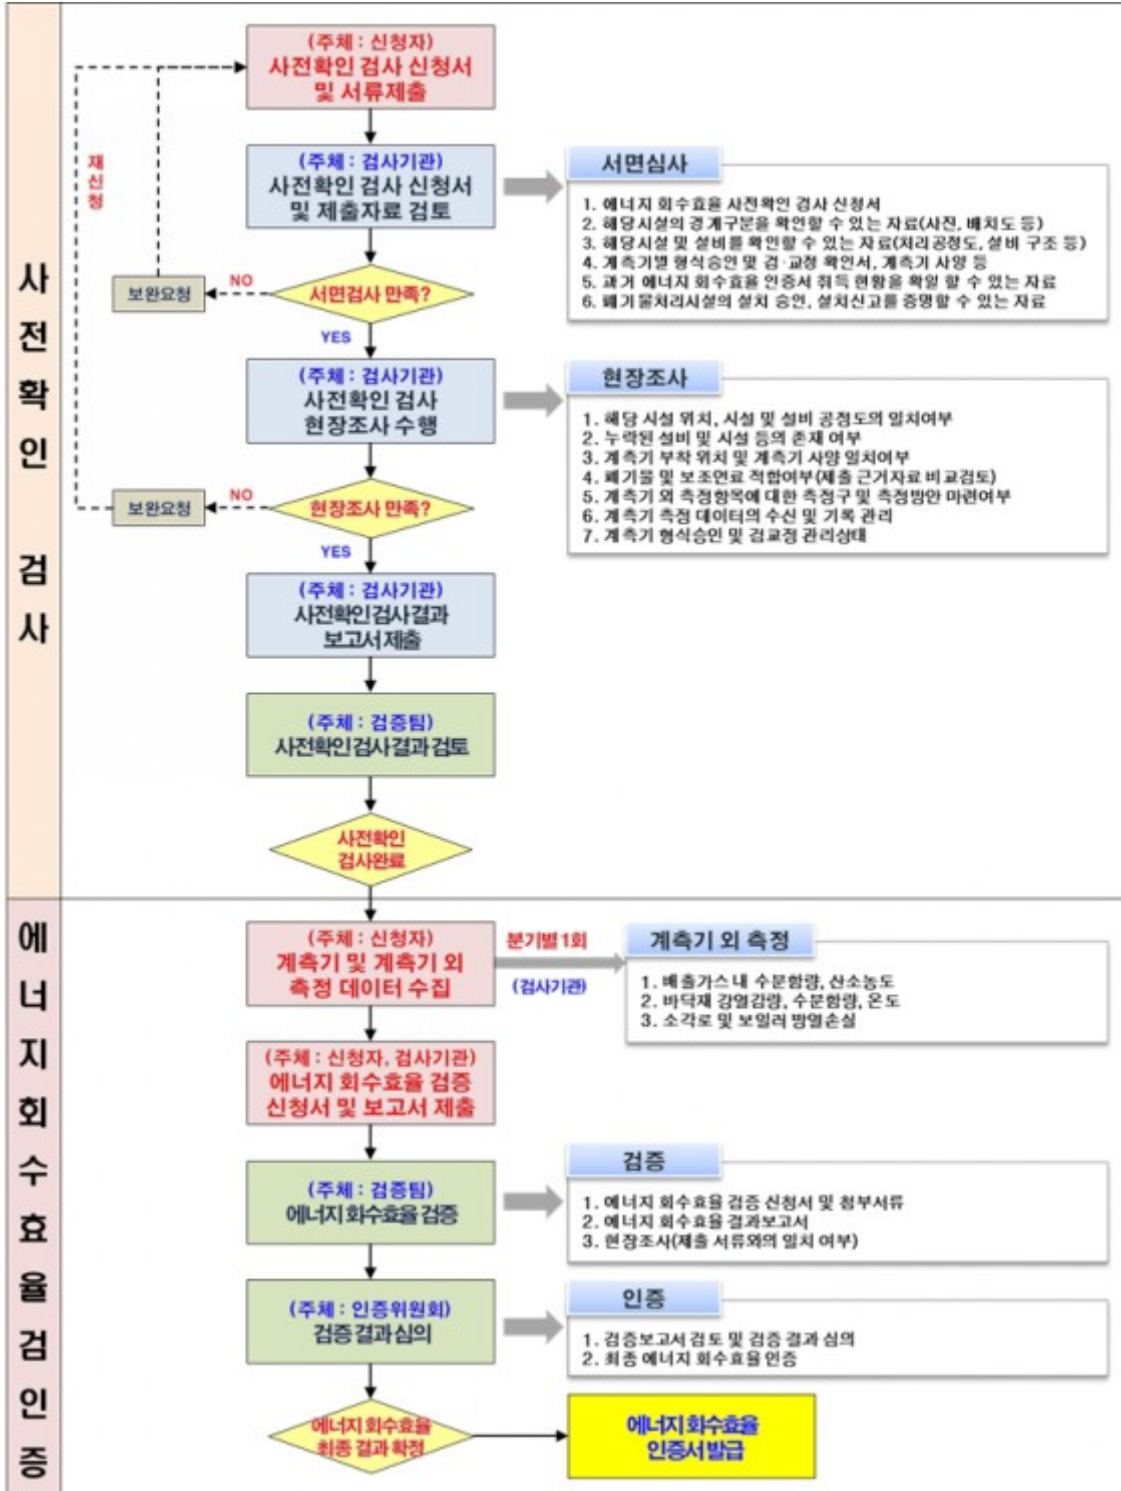 사전확인 검사
(주체 : 신청자)
사전확인 검사 신청서
및 서류제출
재신청
(주체 : 검사기관)
사전확인 검사 신청서
및 제출자료 검토
서면심사
1. 에너지 회수효율 사전확인 검사 신청서
2. 해당시설의 경계구분을 확인할 수 있는 자료(사진, 배치도 등)
3. 해당시설 및 설비를 확인할 수 있는 자료(처리공정도, 설비 구조 등)
4. 계측기별 형식승인 및 검·교정 확인서, 계측기 사양 등
5. 과거 에너지 회수효율 인증서 취득 현황을 확일 할 수 있는 자료
6. 폐기물처리시설의 설치 승인, 설치신고를 증명할 수 있는 자료
보완요청
NO
서면검사 만족?
YES
(주체 : 검사기관)
사전확인 검사
현장조사 수행
현장조사
1. 해당 시설 위치, 시설 및 설비 공정도의 일치여부
2. 누락된 설비 및 시설 등의 존재 여부
3. 계측기 부착 위치 및 계측기 사양 일치여부
4. 폐기물 및 보조연료 적합여부(제출 근거자료 비교검토)
5. 계측기 외 측정항목에 대한 측정구 및 측정방안 마련여부
6. 계측기 측정 데이터의 수신 및 기록 관리
7. 계측기 형식승인 및 검교정 관리상태
보완요청
NO
현장조사 만족?
YES
(주체 : 검사기관)
사전확인검사결과
보고서 제출
(주체 : 검증팀)
사전확인검사결과 검토
사전확인
검사완료
에너지회수효율검인증
(주체 : 신청자)
계측기 및 계측기 외
측정 데이터 수집
분기별 1회
(검사기관)
계측기 외 측정
1. 배출가스 내 수분함량, 산소농도
2. 바닥재 강열감량, 수분함량, 온도
3. 소각로 및 보일러 방열손실
(주체 : 신청자, 검사기관)
에너지 회수효율 검증
신청서 및 보고서 제출
(주체 : 검증팀)
에너지 회수효율 검증
검증
1. 에너지 회수효율 검증 신청서 및 첨부서류
2. 에너지 회수효율 결과보고서
3. 현장조사(제출 서류와의 일치 여부)
(주체 : 인증위원회)
검증 결과 심의
인증
1. 검증보고서 검토 및 검증 결과 심의
2. 최종 에너지 회수효율 인증
에너지 회수효율
최종 결과 확정
에너지 회수효율
인증서 발급